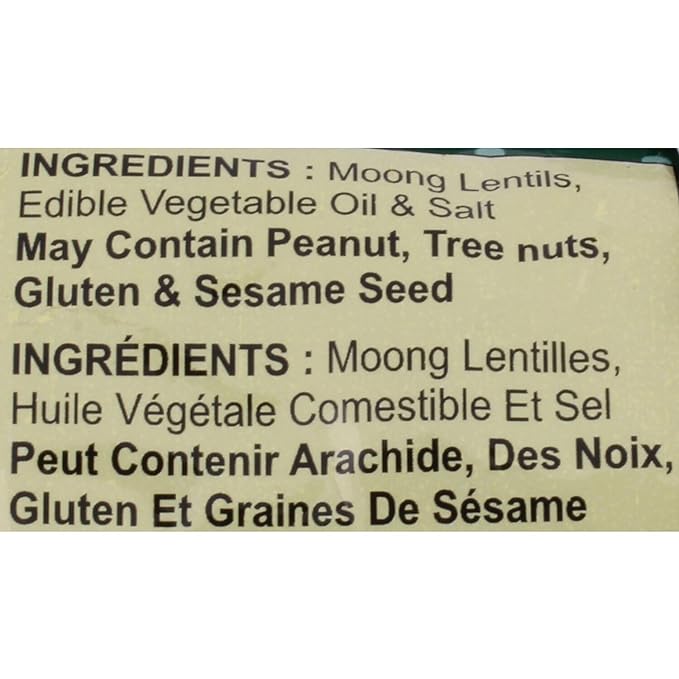 INGREDIENTS : Moong Lentils,
Edible Vegetable Oil & Salt
May Contain Peanut, Tree nuts,
Gluten & Sesame Seed
INGRÉDIENTS : Moong Lentilles,
Huile Végétale Comestible Et Sel
Peut Contenir Arachide, Des Noix,
Gluten Et Graines De Sésame